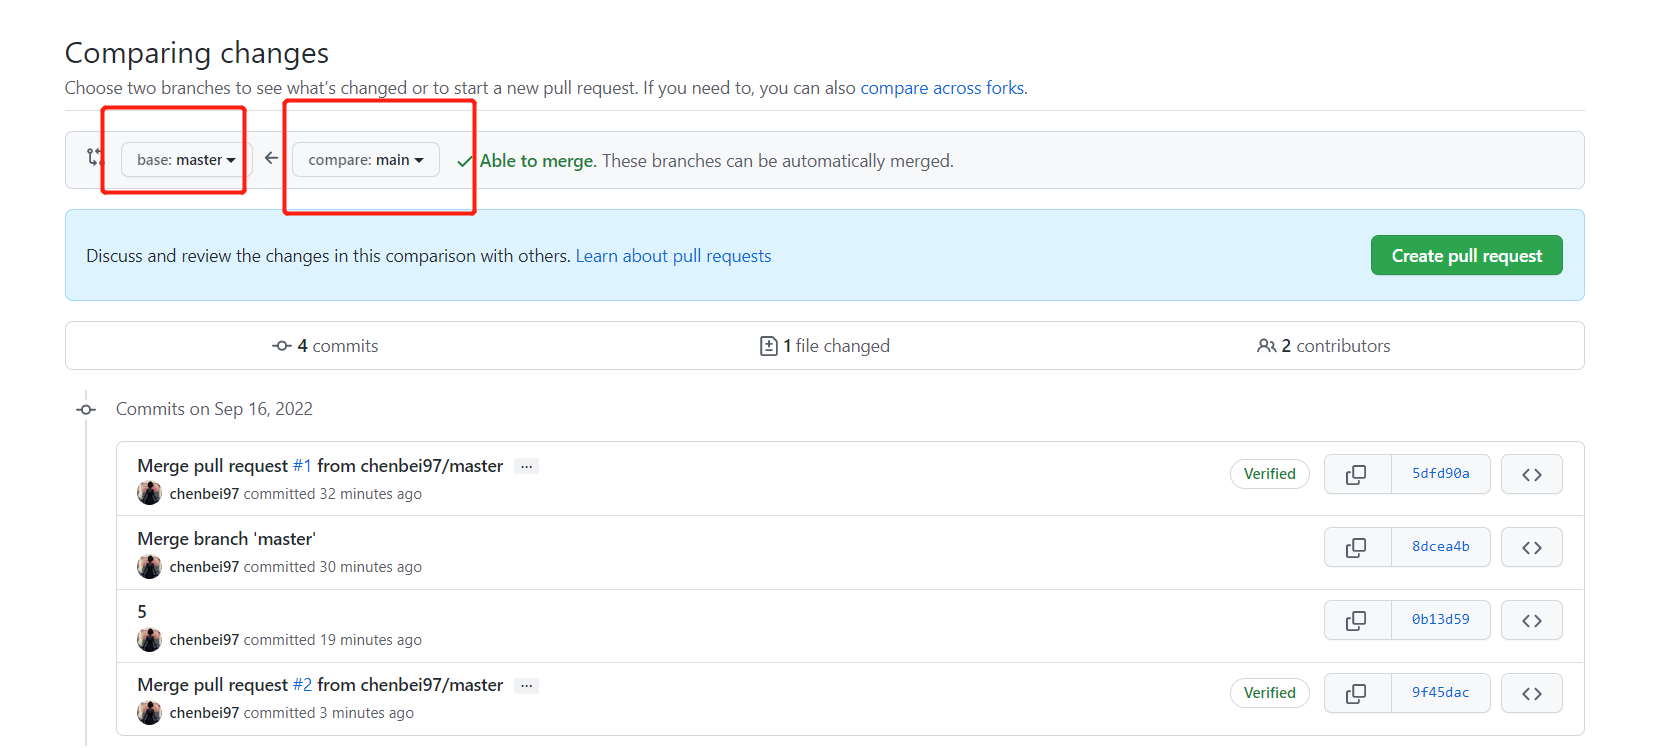 Comparing changes
Choose two branches to see what's changed or to start a new pull request. If you need to, you can also compare across forks.
base: master compare: main Able to merge. These branches can be automatically merged.
Discuss and review the changes in this comparison with others. Learn about pull requests Create pull request
4 commits 1 file changed 2 contributors
Commits on Sep 16, 2022
Merge pull request #1 from chenbei97/master ... Verified 5dfd90a
chenbei97 committed 32 minutes ago
Merge branch 'master' 8dcea4b
chenbei97 committed 30 minutes ago
5 0b13d59
chenbei97 committed 19 minutes ago
Merge pull request #2 from chenbei97/master ... Verified 9f45dac
chenbei97 committed 3 minutes ago